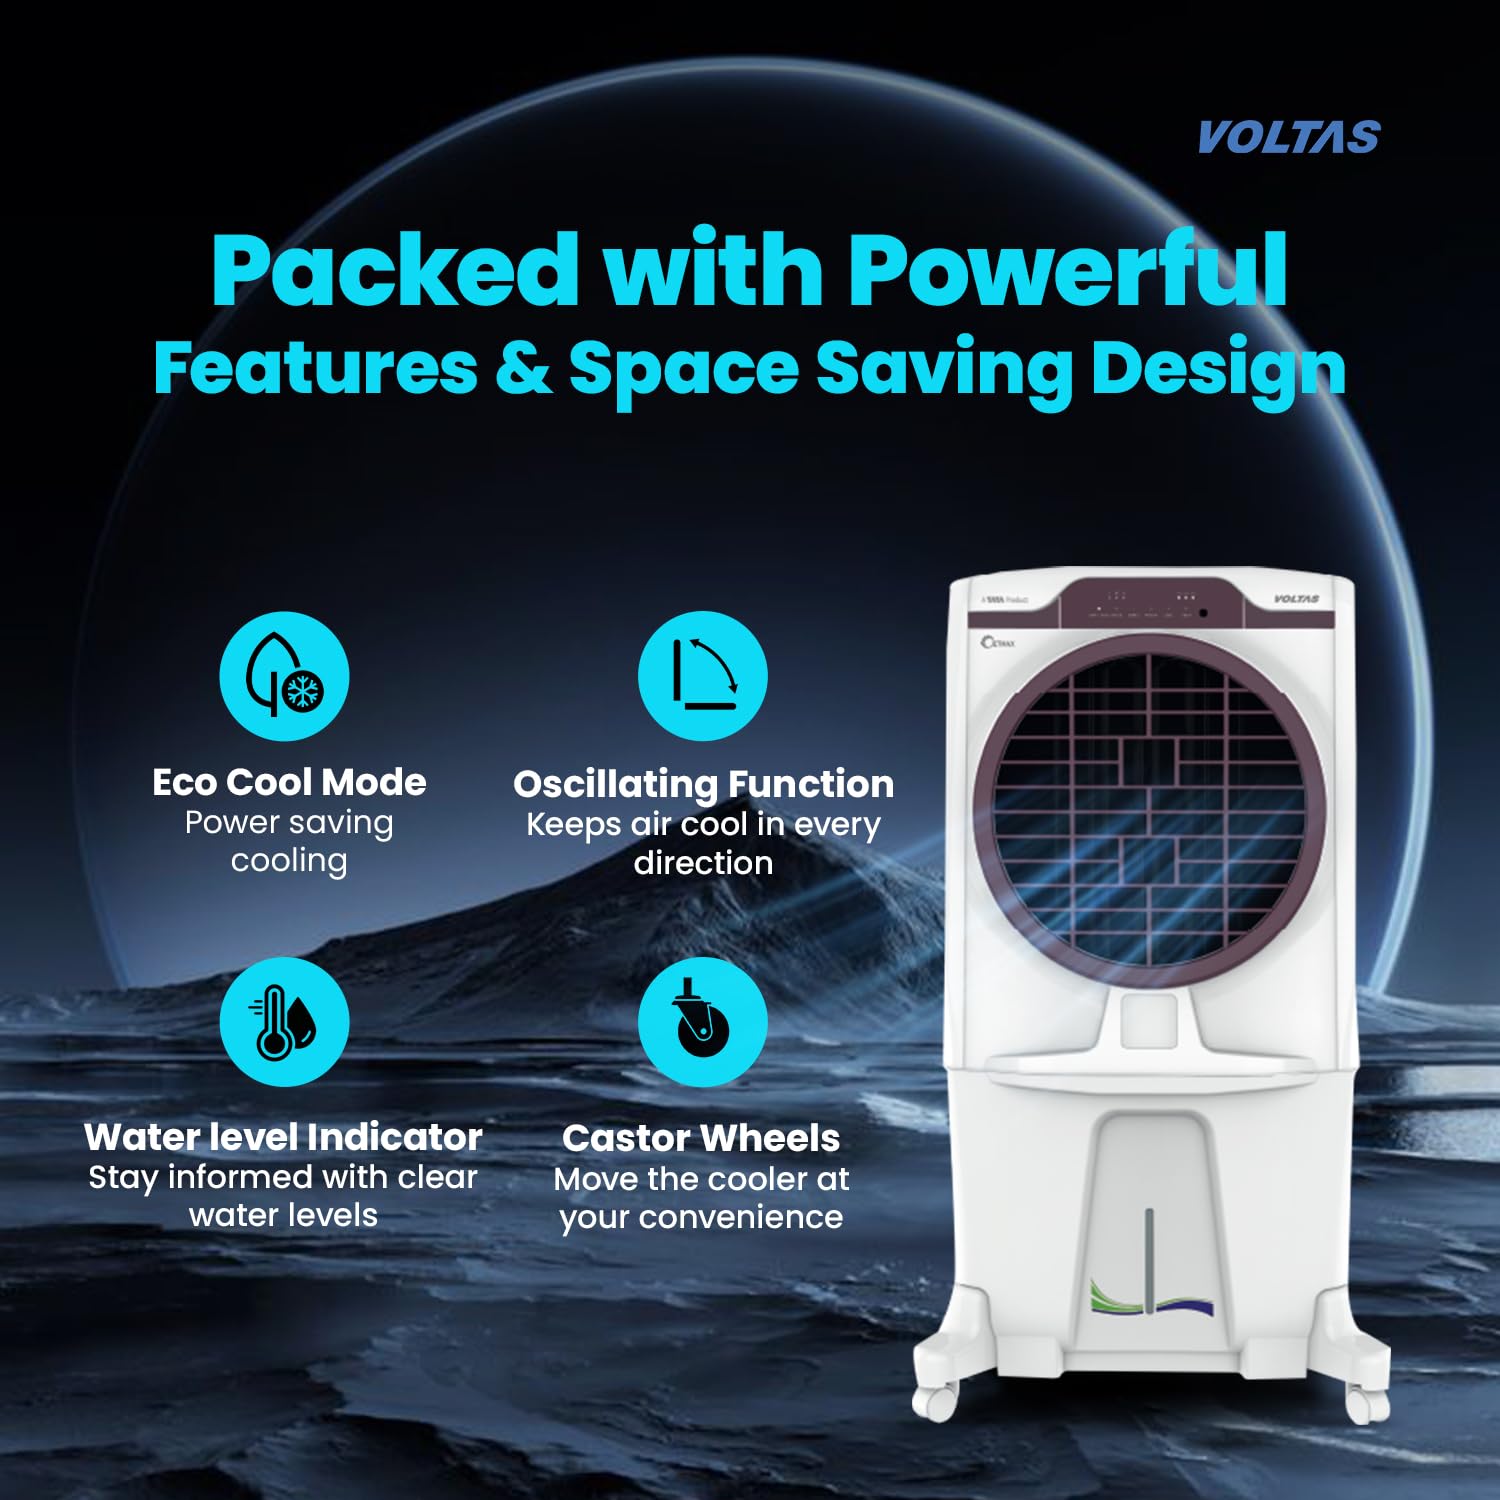 VOLTAS
Packed with Powerful
Features & Space Saving Design
A TATA Product
VOLTAS
Eco Cool Mode
Power saving
cooling
Oscillating Function
Keeps air cool in every
direction
Water level Indicator
Stay informed with clear
water levels
Castor Wheels
Move the cooler at
your convenience